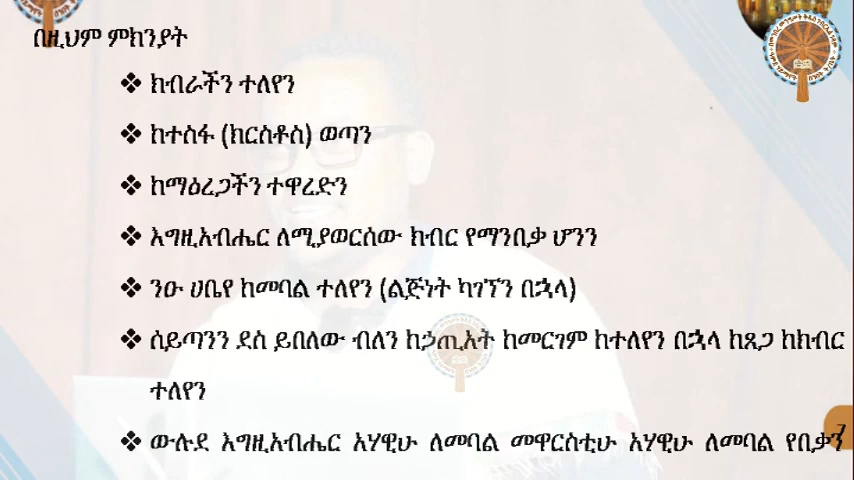 በዚህም ምክንያት
❖ ክብራችን ተለየን
❖ ከተስፋ (ክርስቶስ) ወጣን
❖ ከማዕረጋችን ተዋረድን
❖ እግዚአብሔር ለሚያወርሰው ክብር የማንበቃ ሆንን
❖ ንዑ ሀቤየ ከመባል ተለየን (ልጅነት ካገኘን በኋላ)
❖ ሰይጣንን ደስ ይበለው ብለን ከኃጢአት ከመርገም ከተለየን በኋላ ከጸጋ ከክብር
ተለየን
❖ ውሉደ እግዚአብሔር አሃዊሁ ለመባል መዋርስቲሁ አሃዊሁ ለመባል የበቃን
7